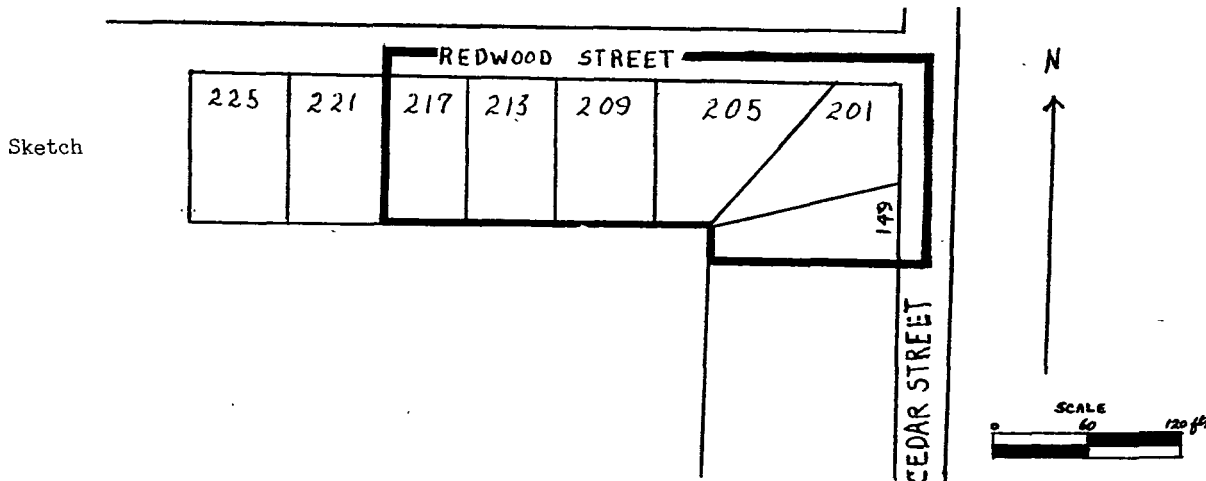 REDWOOD STREET
N
225 221 217 213 209 205 201
Sketch
149
CEDAR STREET
SCALE
0 60 120 ft.